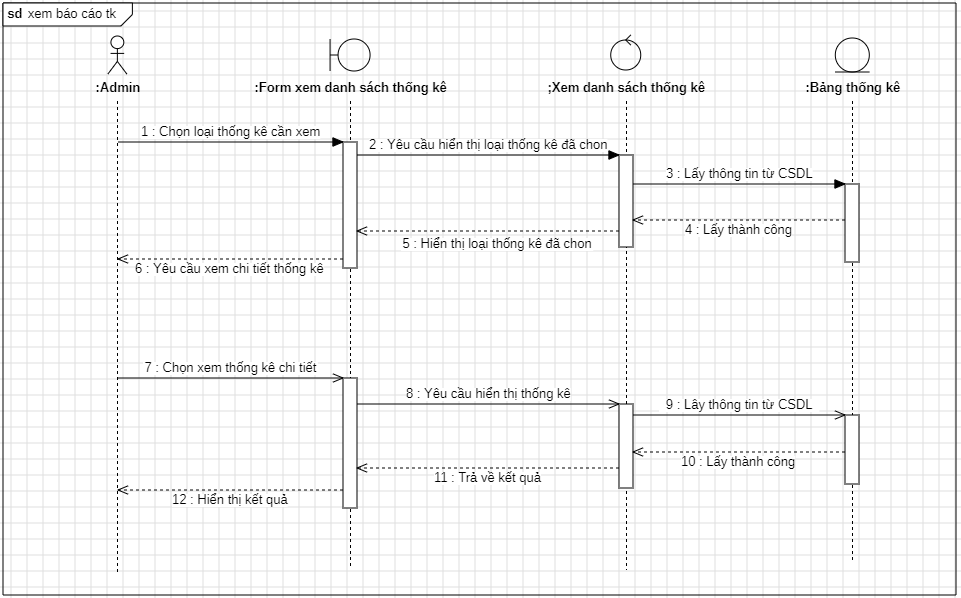 sd xem báo cáo tk
:Admin
:Form xem danh sách thống kê
;Xem danh sách thống kê
:Bảng thống kê
1 : Chọn loại thống kê cần xem
2 : Yêu cầu hiển thị loại thống kê đã chon
3 : Lấy thông tin từ CSDL
4 : Lấy thành công
5 : Hiển thị loại thống kê đã chon
6 : Yêu cầu xem chi tiết thống kê
7 : Chọn xem thống kê chi tiết
8 : Yêu cầu hiển thị thống kê
9 : Lây thông tin từ CSDL
10 : Lấy thành công
11 : Trả về kết quả
12 : Hiển thị kết quả